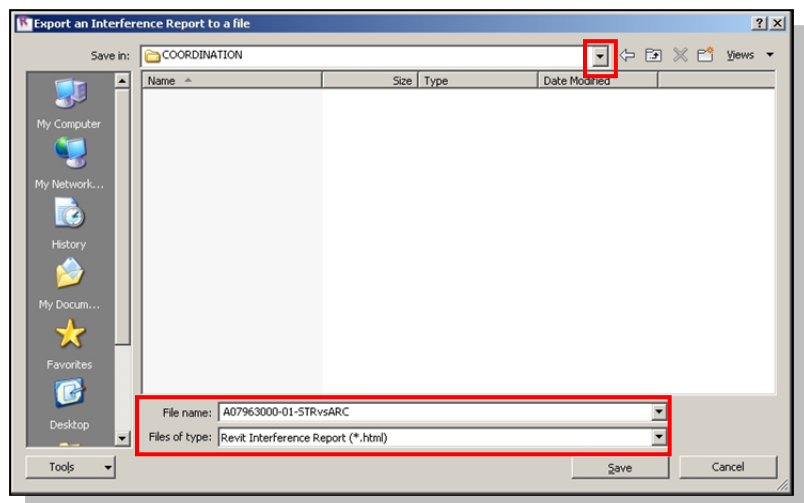 Export an Interference Report to a file
Save in: COORDINATION Views
Name Size Type Date Modified
My Computer
My Network...
History
My Docum...
Favorites
Desktop
File name: A07963000-01-STRvsARC
Files of type: Revit Interference Report (*.html)
Tools Save Cancel